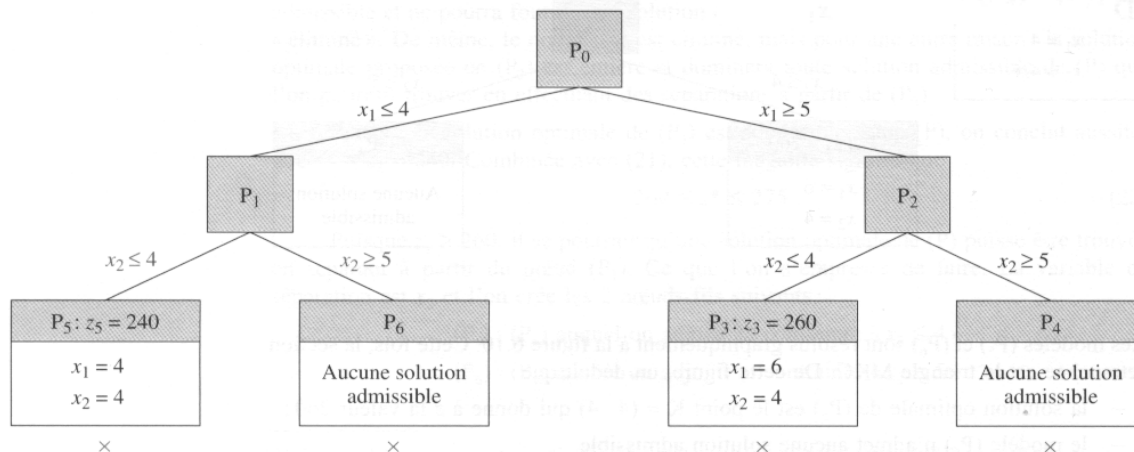 P₀
x₁ ≤ 4
x₁ ≥ 5
P₁
P₂
x₂ ≤ 4
x₂ ≥ 5
x₂ ≤ 4
x₂ ≥ 5
P₅ : z₅ = 240
x₁ = 4
x₂ = 4
×
P₆
Aucune solution
admissible
P₃ : z₃ = 260
x₁ = 6
x₂ = 4
×
P₄
Aucune solution
admissible
×